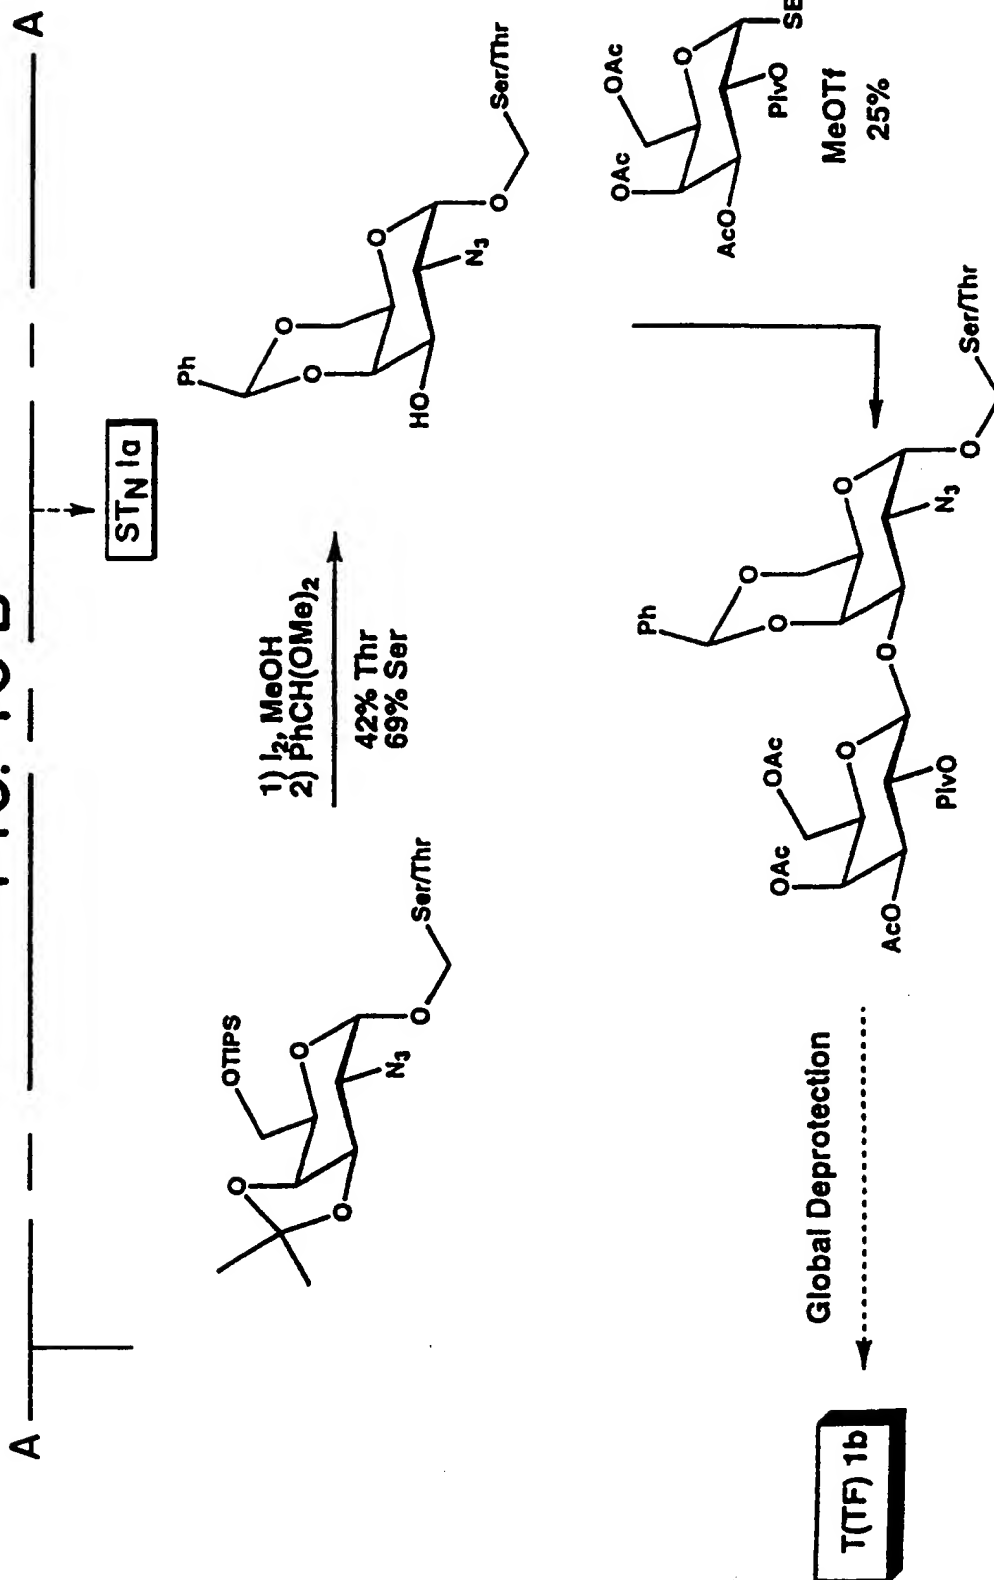 A A
ST_N 1a
OTIPS
O
O
O
N₃
O
Ser/Thr
1) I₂, MeOH
2) PhCH(OMe)₂
42% Thr
69% Ser
Ph
O
O
O
HO
N₃
O
Ser/Thr
OAc
OAc
O
AcO
PivO
MeOTf
25%
Ph
O
O
O
N₃
O
Ser/Thr
O
OAc
OAc
O
AcO
PivO
Global Deprotection
T(TF) 1b